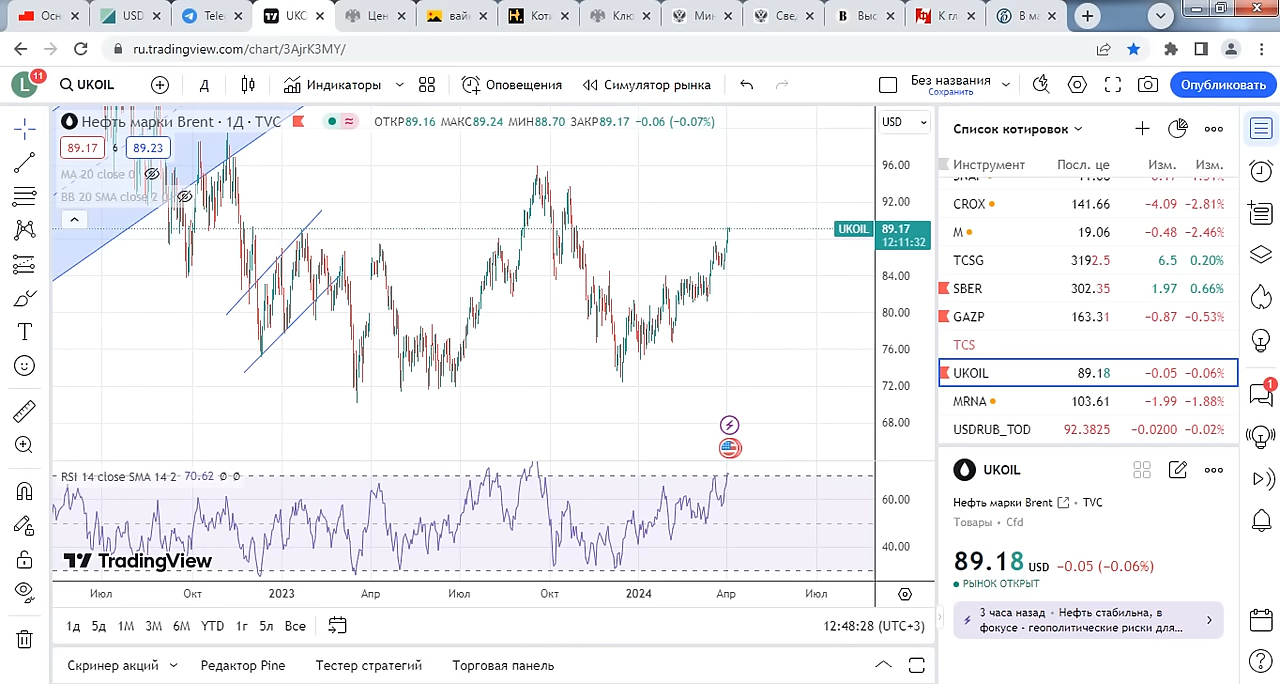 Осн
USD
Теле
UKO
Цен
вай
Коти
Клю
Мин
Све
Выс
К гл
В ма
ru.tradingview.com/chart/3AjrK3MY/
L 11
UKOIL
Д
Индикаторы
Оповещения
Симулятор рынка
Без названия
Сохранить
Опубликовать
Нефть марки Brent · 1Д · TVC
ОТКР89.16 МАКС89.24 МИН88.70 ЗАКР89.17 −0.06 (−0.07%)
89.17 6 89.23
MA 20 close 0
BB 20 SMA close 2 0
USD
96.00
92.00
UKOIL 89.17
12:11:32
84.00
80.00
76.00
72.00
68.00
RSI 14 close SMA 14 2 70.62 ∅ ∅
60.00
40.00
TradingView
Июл Окт 2023 Апр Июл Окт 2024 Апр Июл
1д 5д 1М 3М 6М YTD 1г 5л Все
12:48:28 (UTC+3)
Скринер акций Редактор Pine Тестер стратегий Торговая панель
Список котировок
Инструмент Посл. це Изм. Изм.
CROX 141.66 −4.09 −2.81%
M 19.06 −0.48 −2.46%
TCSG 3192.5 6.5 0.20%
SBER 302.35 1.97 0.66%
GAZP 163.31 −0.87 −0.53%
TCS
UKOIL 89.18 −0.05 −0.06%
MRNA 103.61 −1.99 −1.88%
USDRUB_TOD 92.3825 −0.0200 −0.02%
UKOIL
Нефть марки Brent · TVC
Товары · Cfd
89.18 USD −0.05 (−0.06%)
РЫНОК ОТКРЫТ
3 часа назад · Нефть стабильна, в
фокусе - геополитические риски для...
1